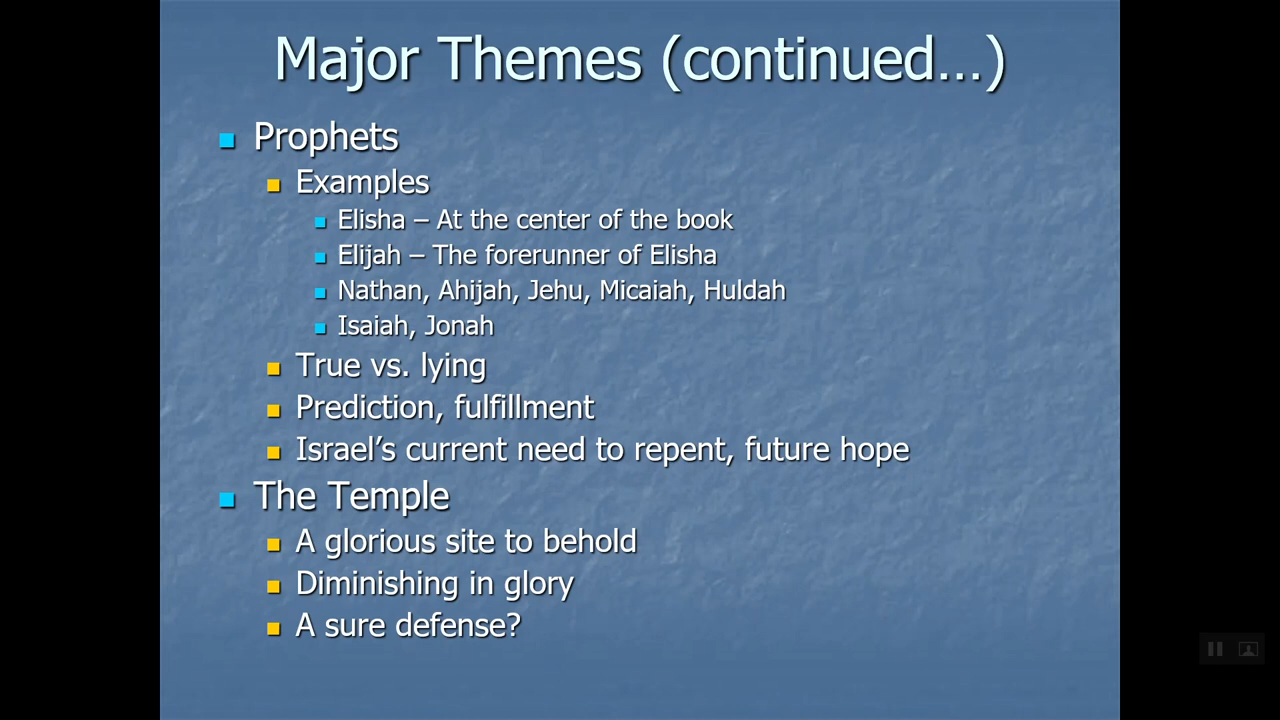 Major Themes (continued…)
Prophets
Examples
Elisha – At the center of the book
Elijah – The forerunner of Elisha
Nathan, Ahijah, Jehu, Micaiah, Huldah
Isaiah, Jonah
True vs. lying
Prediction, fulfillment
Israel’s current need to repent, future hope
The Temple
A glorious site to behold
Diminishing in glory
A sure defense?